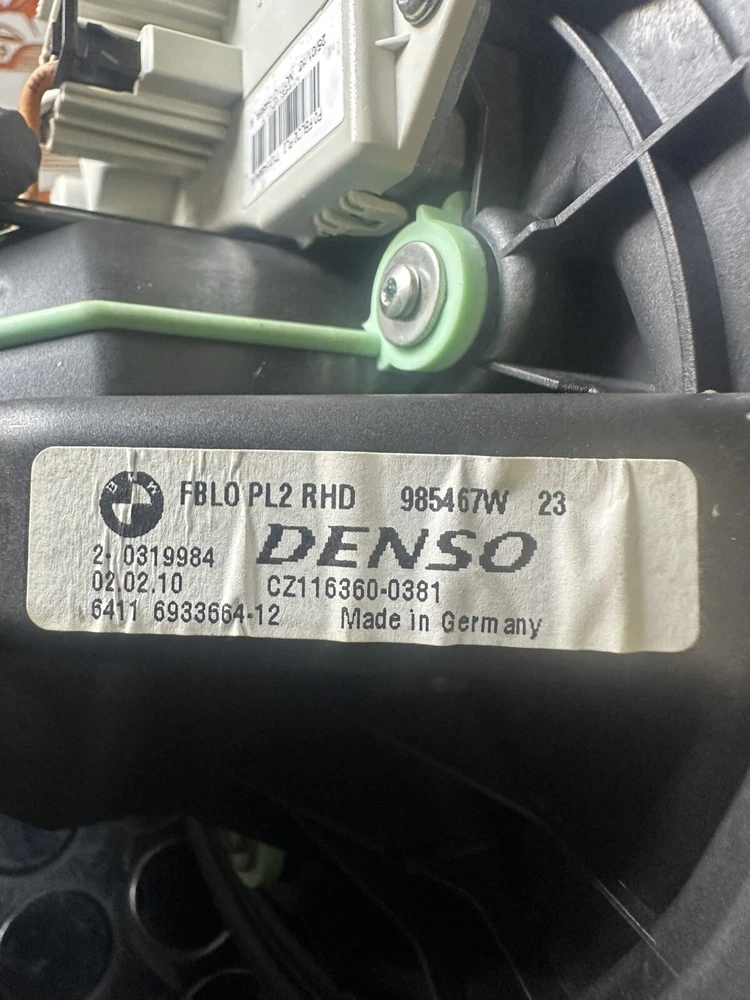 BMW FBLO PL2 RHD 985467W 23
2- 0319984 DENSO
02.02.10 CZ116360-0381
6411 6933664-12 Made in Germany